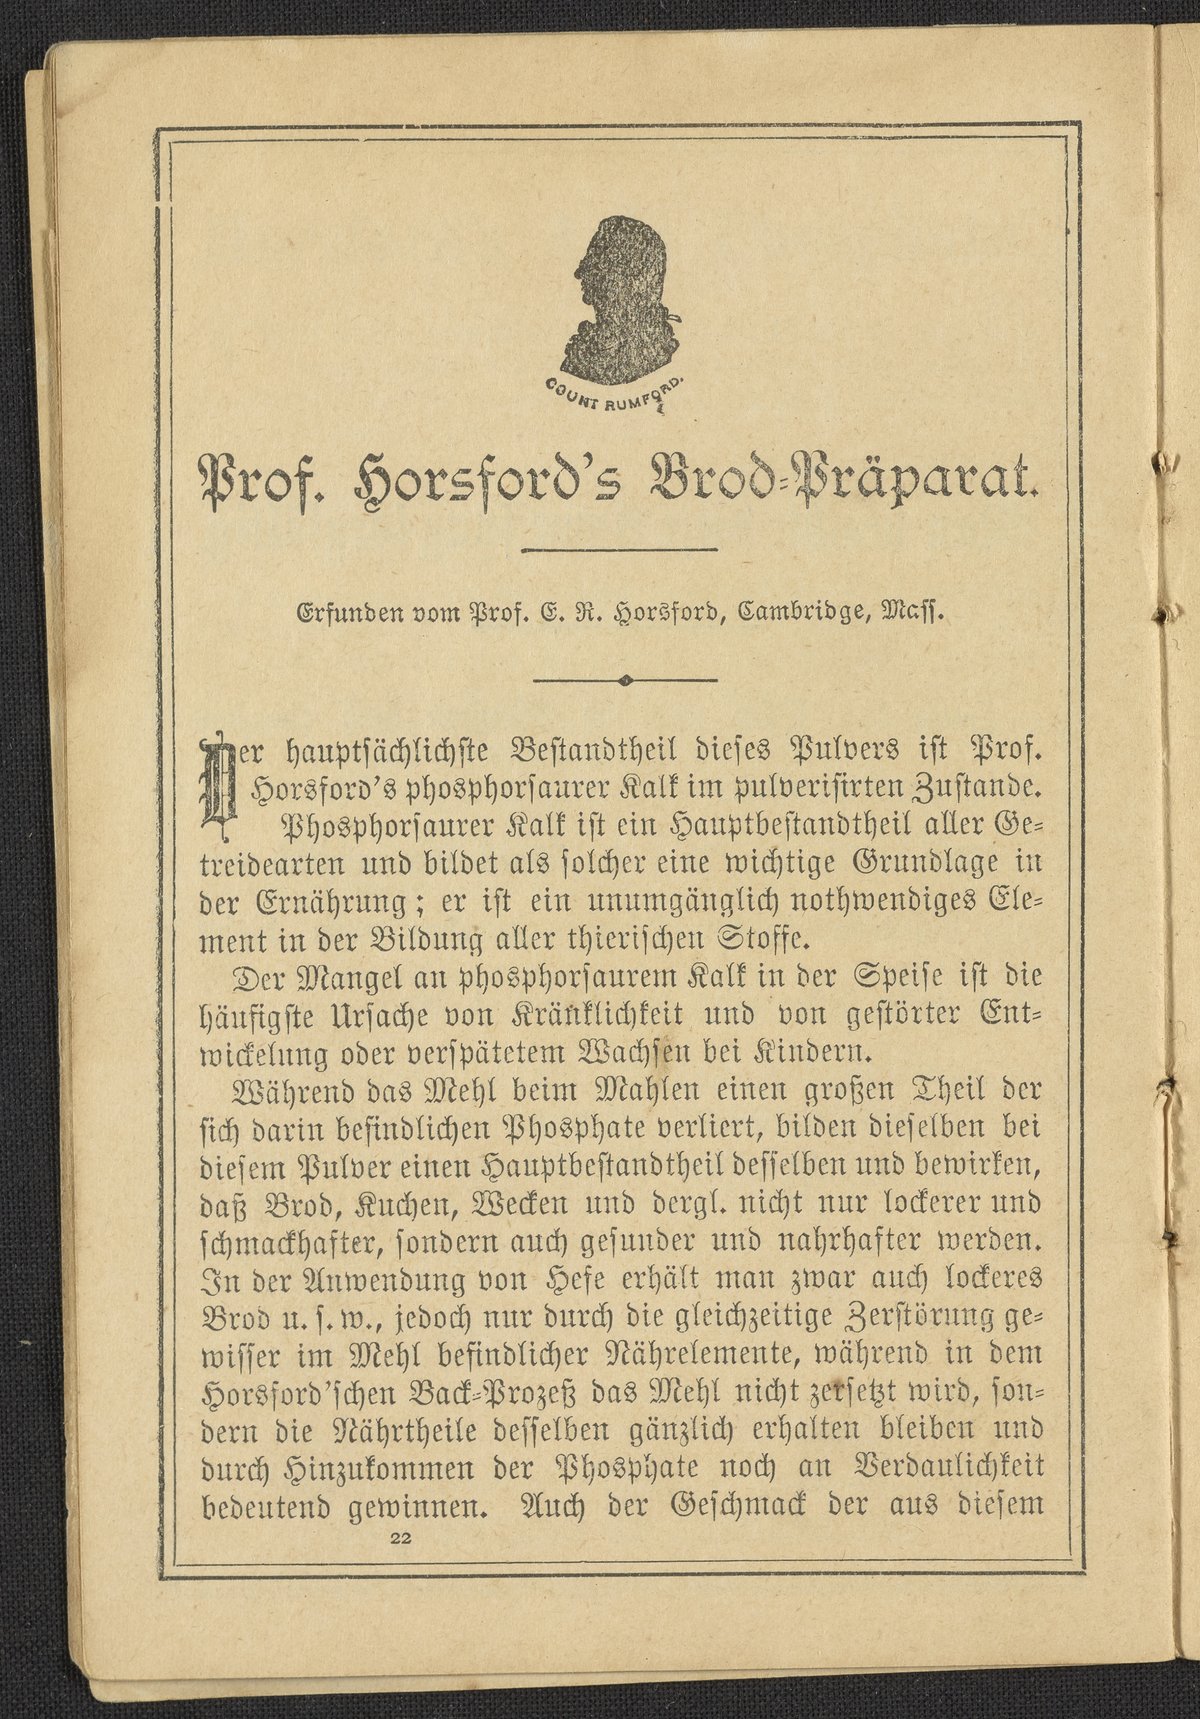 COUNT RUMFORD.
Prof. Horsford's Brod-Präparat.
Erfunden vom Prof. E. R. Horsford, Cambridge, Mass.
Der hauptsächlichste Bestandtheil dieses Pulvers ist Prof.
Horsford's phosphorsaurer Kalk im pulverisirten Zustande.
Phosphorsaurer Kalk ist ein Hauptbestandtheil aller Ge-
treidearten und bildet als solcher eine wichtige Grundlage in
der Ernährung; er ist ein unumgänglich nothwendiges Ele-
ment in der Bildung aller thierischen Stoffe.
Der Mangel an phosphorsaurem Kalk in der Speise ist die
häufigste Ursache von Kränklichkeit und von gestörter Ent-
wickelung oder verspätetem Wachsen bei Kindern.
Während das Mehl beim Mahlen einen großen Theil der
sich darin befindlichen Phosphate verliert, bilden dieselben bei
diesem Pulver einen Hauptbestandtheil desselben und bewirken,
daß Brod, Kuchen, Wecken und dergl. nicht nur lockerer und
schmackhafter, sondern auch gesunder und nahrhafter werden.
In der Anwendung von Hefe erhält man zwar auch lockeres
Brod u. s. w., jedoch nur durch die gleichzeitige Zerstörung ge-
wisser im Mehl befindlicher Nährelemente, während in dem
Horsford'schen Back-Prozeß das Mehl nicht zersetzt wird, son-
dern die Nährtheile desselben gänzlich erhalten bleiben und
durch Hinzukommen der Phosphate noch an Verdaulichkeit
bedeutend gewinnen. Auch der Geschmack der aus diesem
22